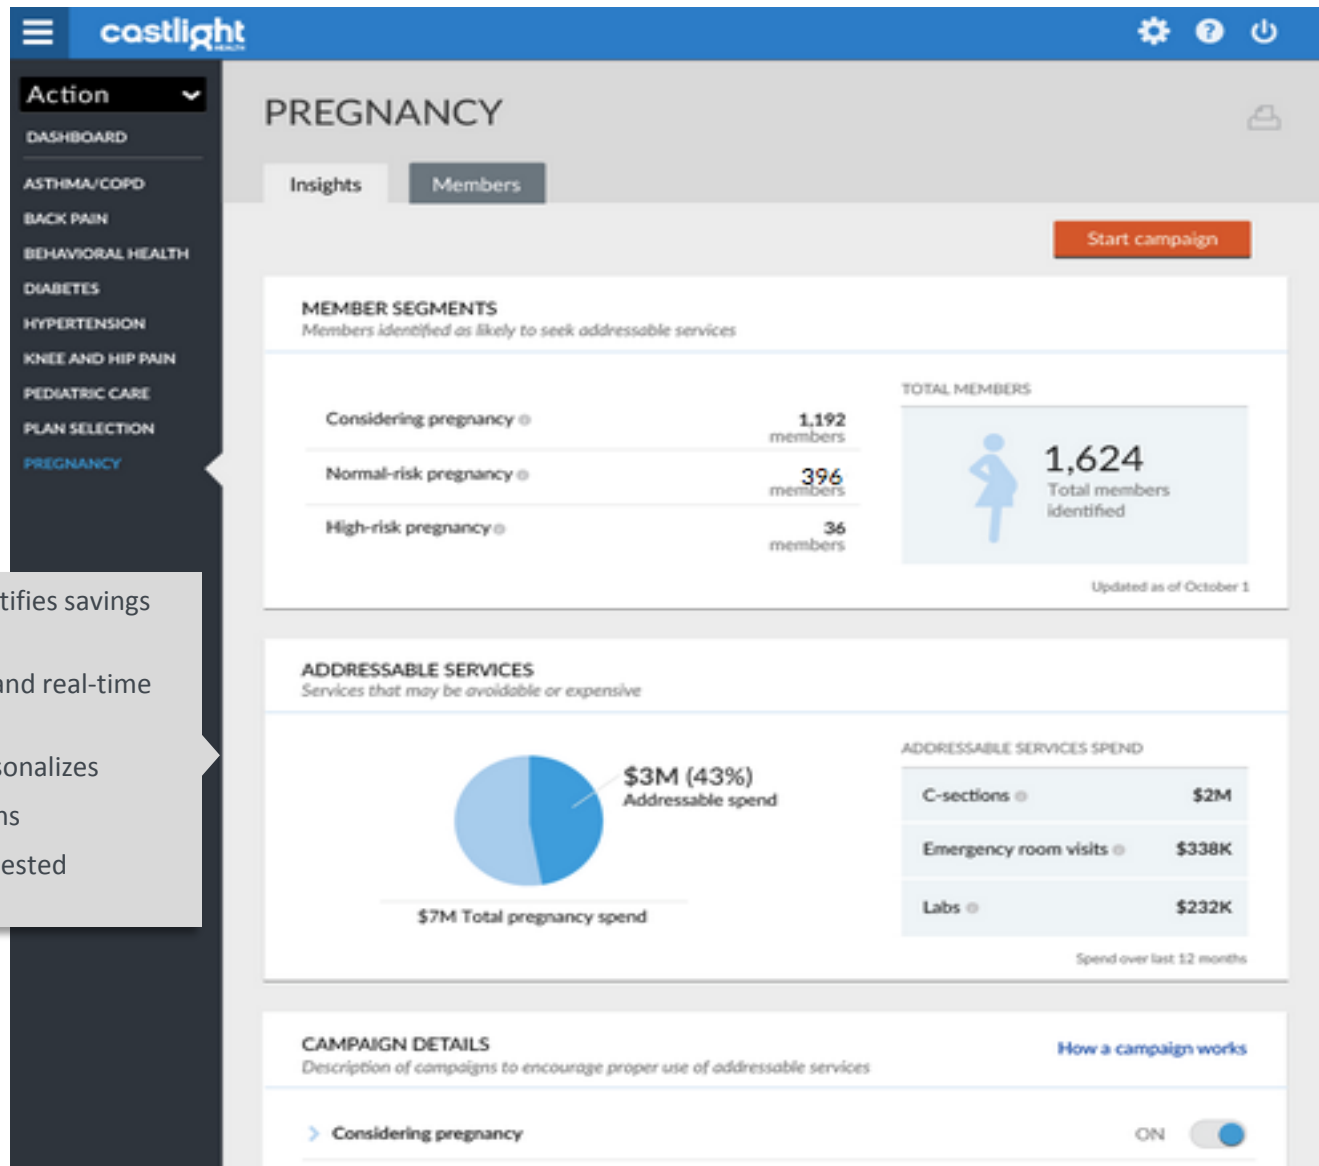 castlight
HEALTH
Action
DASHBOARD
ASTHMA/COPD
BACK PAIN
BEHAVIORAL HEALTH
DIABETES
HYPERTENSION
KNEE AND HIP PAIN
PEDIATRIC CARE
PLAN SELECTION
PREGNANCY
tifies savings
and real-time
sonalizes
ns
ested
PREGNANCY
Insights
Members
Start campaign
MEMBER SEGMENTS
Members identified as likely to seek addressable services
Considering pregnancy
1,192
members
Normal-risk pregnancy
396
members
High-risk pregnancy
36
members
TOTAL MEMBERS
1,624
Total members
identified
Updated as of October 1
ADDRESSABLE SERVICES
Services that may be avoidable or expensive
$3M (43%)
Addressable spend
$7M Total pregnancy spend
ADDRESSABLE SERVICES SPEND
C-sections $2M
Emergency room visits $338K
Labs $232K
Spend over last 12 months
CAMPAIGN DETAILS
Description of campaigns to encourage proper use of addressable services
How a campaign works
Considering pregnancy ON